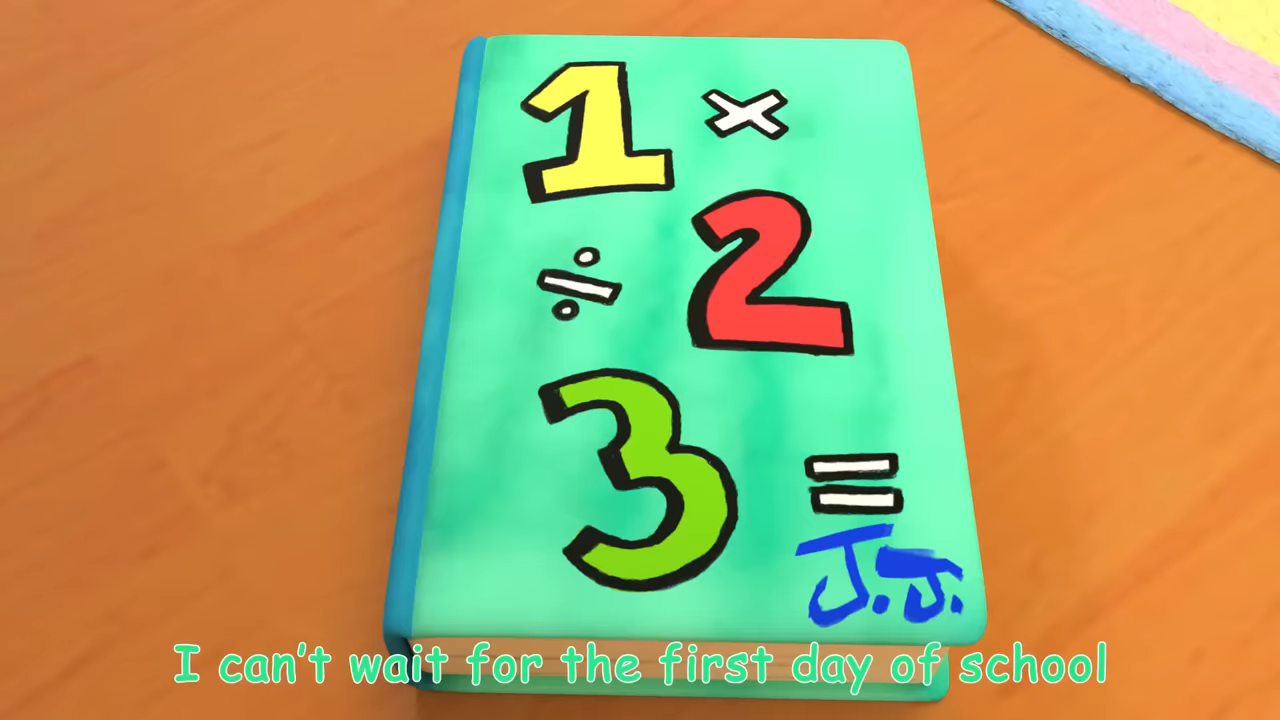 1 ×
÷ 2
3 =
J.J.
I can't wait for the first day of school